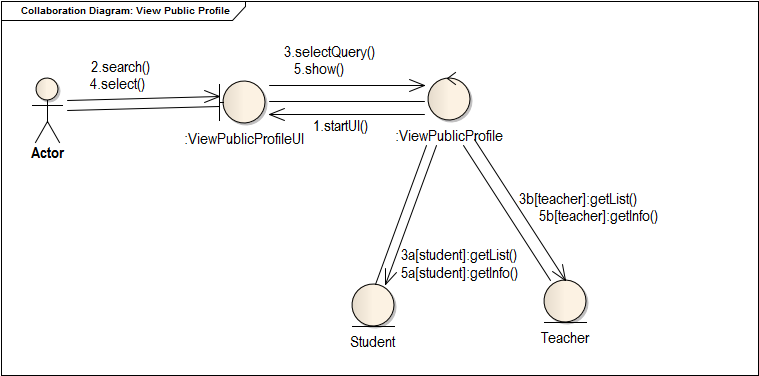 Collaboration Diagram: View Public Profile
3.selectQuery()
5.show()
2.search()
4.select()
1.startUI()
:ViewPublicProfileUI
:ViewPublicProfile
Actor
3b[teacher]:getList()
5b[teacher]:getInfo()
3a[student]:getList()
5a[student]:getInfo()
Student
Teacher